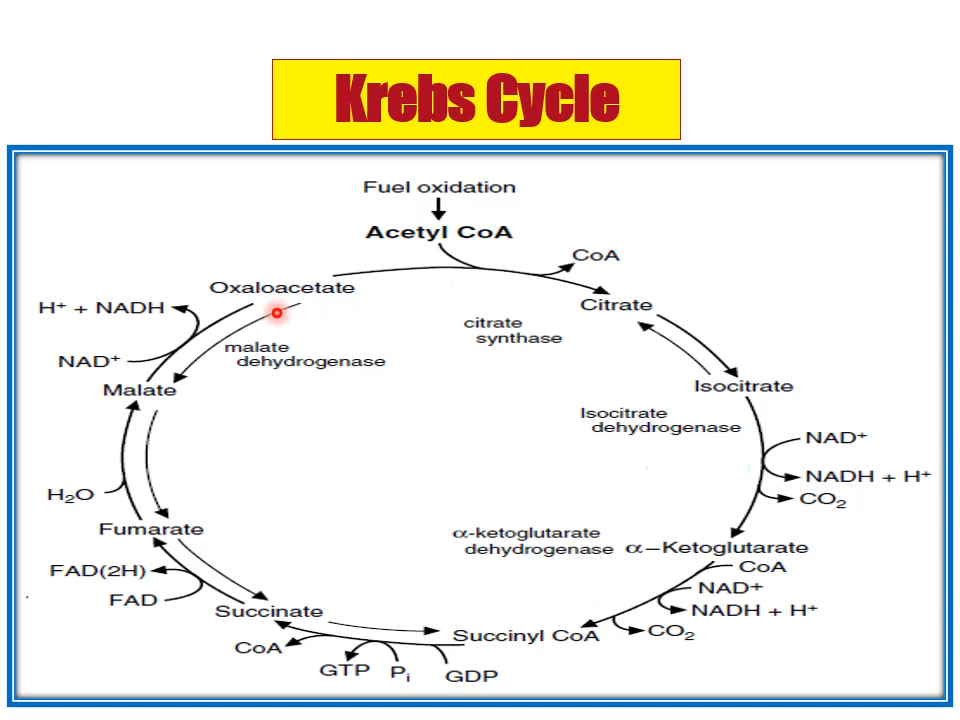 Krebs Cycle
Fuel oxidation
Acetyl CoA
CoA
Oxaloacetate
Citrate
H⁺ + NADH
citrate
synthase
malate
dehydrogenase
NAD⁺
Malate
Isocitrate
Isocitrate
dehydrogenase
NAD⁺
NADH + H⁺
CO₂
H₂O
Fumarate
α-ketoglutarate
dehydrogenase
α–Ketoglutarate
CoA
FAD(2H)
NAD⁺
FAD
NADH + H⁺
Succinate
Succinyl CoA
CO₂
CoA
GTP
Pᵢ
GDP